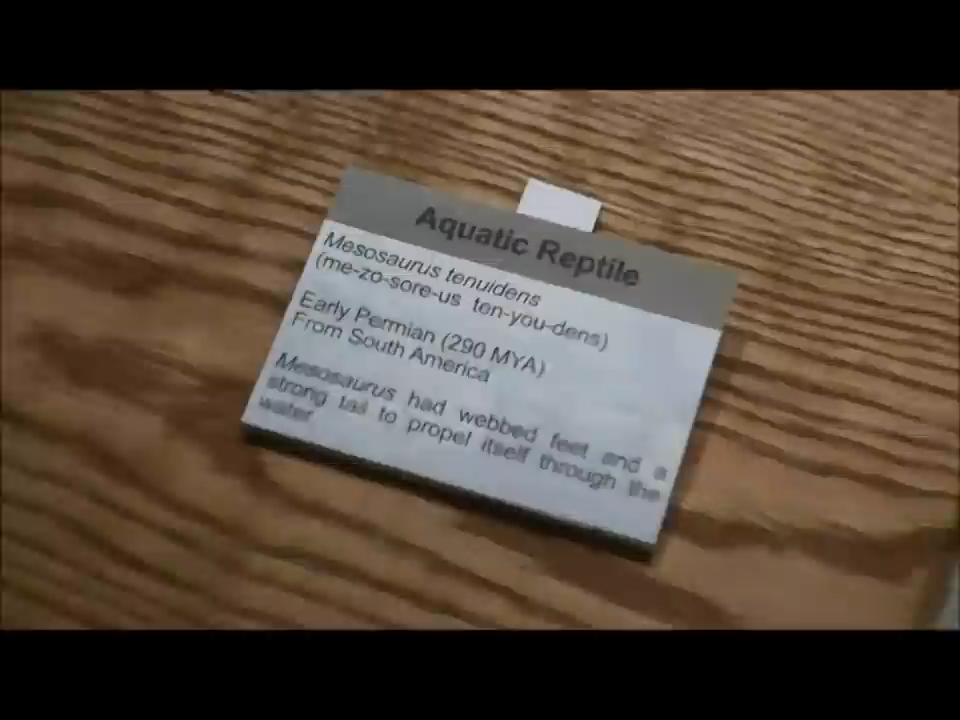 Aquatic Reptile
Mesosaurus tenuidens
(me-zo-sore-us ten-you-dens)
Early Permian (290 MYA)
From South America
Mesosaurus had webbed feet and a
strong tail to propel itself through the
water